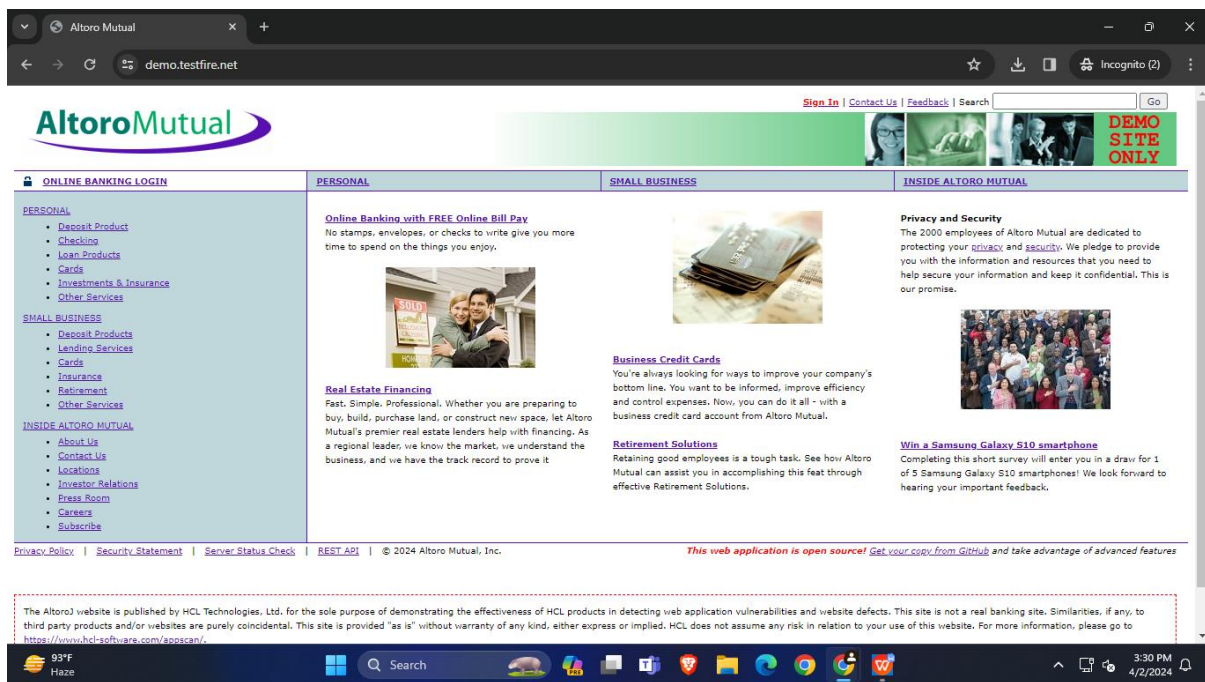 Altoro Mutual
demo.testfire.net
Incognito (2)
Sign In | Contact Us | Feedback | Search
Go
AltoroMutual
DEMO
SITE
ONLY
ONLINE BANKING LOGIN
PERSONAL
SMALL BUSINESS
INSIDE ALTORO MUTUAL
PERSONAL
Deposit Product
Checking
Loan Products
Cards
Investments & Insurance
Other Services
SMALL BUSINESS
Deposit Products
Lending Services
Cards
Insurance
Retirement
Other Services
INSIDE ALTORO MUTUAL
About Us
Contact Us
Locations
Investor Relations
Press Room
Careers
Subscribe
Online Banking with FREE Online Bill Pay
No stamps, envelopes, or checks to write give you more
time to spend on the things you enjoy.
SOLD
Real Estate Financing
Fast. Simple. Professional. Whether you are preparing to
buy, build, purchase land, or construct new space, let Altoro
Mutual's premier real estate lenders help with financing. As
a regional leader, we know the market, we understand the
business, and we have the track record to prove it
Business Credit Cards
You're always looking for ways to improve your company's
bottom line. You want to be informed, improve efficiency
and control expenses. Now, you can do it all - with a
business credit card account from Altoro Mutual.
Retirement Solutions
Retaining good employees is a tough task. See how Altoro
Mutual can assist you in accomplishing this feat through
effective Retirement Solutions.
Privacy and Security
The 2000 employees of Altoro Mutual are dedicated to
protecting your privacy and security. We pledge to provide
you with the information and resources that you need to
help secure your information and keep it confidential. This is
our promise.
Win a Samsung Galaxy S10 smartphone
Completing this short survey will enter you in a draw for 1
of 5 Samsung Galaxy S10 smartphones! We look forward to
hearing your important feedback.
Privacy Policy | Security Statement | Server Status Check | REST API | © 2024 Altoro Mutual, Inc.
This web application is open source! Get your copy from GitHub and take advantage of advanced features
The AltoroJ website is published by HCL Technologies, Ltd. for the sole purpose of demonstrating the effectiveness of HCL products in detecting web application vulnerabilities and website defects. This site is not a real banking site. Similarities, if any, to
third party products and/or websites are purely coincidental. This site is provided "as is" without warranty of any kind, either express or implied. HCL does not assume any risk in relation to your use of this website. For more information, please go to
https://www.hcl-software.com/appscan/.
93°F
Haze
Search
PRE
3:30 PM
4/2/2024